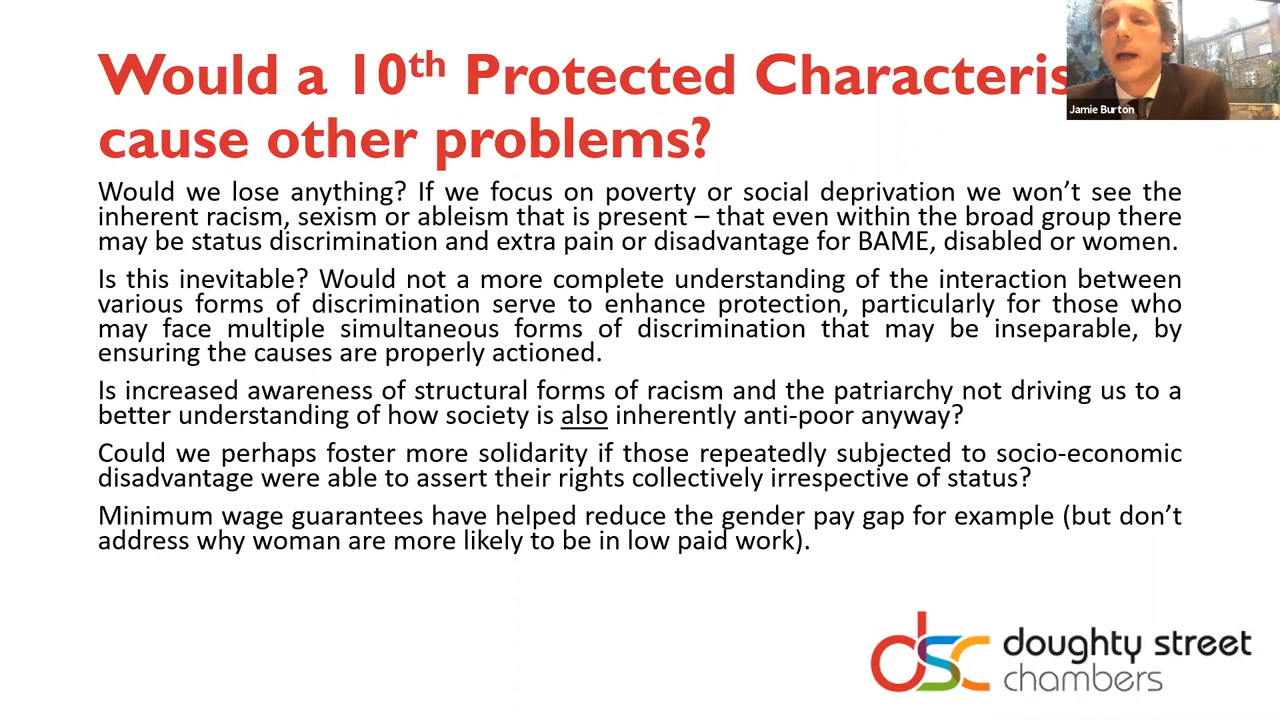 Would a 10th Protected Characteris
cause other problems?
Jamie Burton
Would we lose anything? If we focus on poverty or social deprivation we won’t see the
inherent racism, sexism or ableism that is present – that even within the broad group there
may be status discrimination and extra pain or disadvantage for BAME, disabled or women.
Is this inevitable? Would not a more complete understanding of the interaction between
various forms of discrimination serve to enhance protection, particularly for those who
may face multiple simultaneous forms of discrimination that may be inseparable, by
ensuring the causes are properly actioned.
Is increased awareness of structural forms of racism and the patriarchy not driving us to a
better understanding of how society is also inherently anti-poor anyway?
Could we perhaps foster more solidarity if those repeatedly subjected to socio-economic
disadvantage were able to assert their rights collectively irrespective of status?
Minimum wage guarantees have helped reduce the gender pay gap for example (but don’t
address why woman are more likely to be in low paid work).
dsc doughty street
chambers